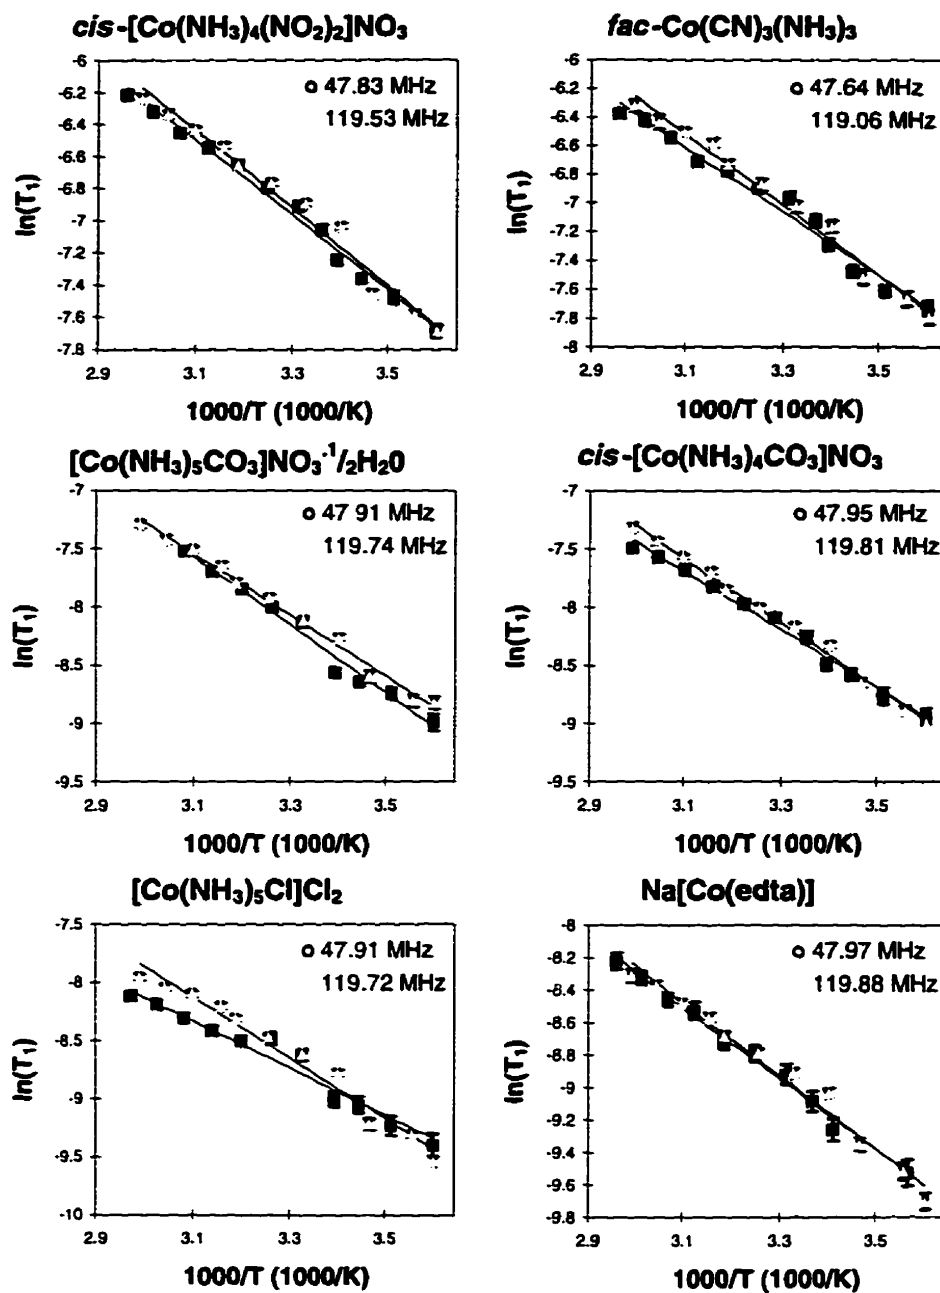 cis-[Co(NH₃)₄(NO₂)₂]NO₃
-6
-6.2
-6.4
-6.6
-6.8
-7
-7.2
-7.4
-7.6
-7.8
ln(T₁)
47.83 MHz
119.53 MHz
2.9 3.1 3.3 3.5
1000/T (1000/K)
fac-Co(CN)₃(NH₃)₃
-6
-6.2
-6.4
-6.6
-6.8
-7
-7.2
-7.4
-7.6
-7.8
-8
ln(T₁)
47.64 MHz
119.06 MHz
2.9 3.1 3.3 3.5
1000/T (1000/K)
[Co(NH₃)₅CO₃]NO₃·¹/₂H₂0
-7
-7.5
-8
-8.5
-9
-9.5
ln(T₁)
47 91 MHz
119.74 MHz
2.9 3.1 3.3 3.5
1000/T (1000/K)
cis-[Co(NH₃)₄CO₃]NO₃
-7
-7.5
-8
-8.5
-9
-9.5
ln(T₁)
47.95 MHz
119.81 MHz
2.9 3.1 3.3 3.5
1000/T (1000/K)
[Co(NH₃)₅Cl]Cl₂
-7.5
-8
-8.5
-9
-9.5
-10
ln(T₁)
47.91 MHz
119.72 MHz
2.9 3.1 3.3 3.5
1000/T (1000/K)
Na[Co(edta)]
-8
-8.2
-8.4
-8.6
-8.8
-9
-9.2
-9.4
-9.6
-9.8
ln(T₁)
47.97 MHz
119.88 MHz
2.9 3.1 3.3 3.5
1000/T (1000/K)